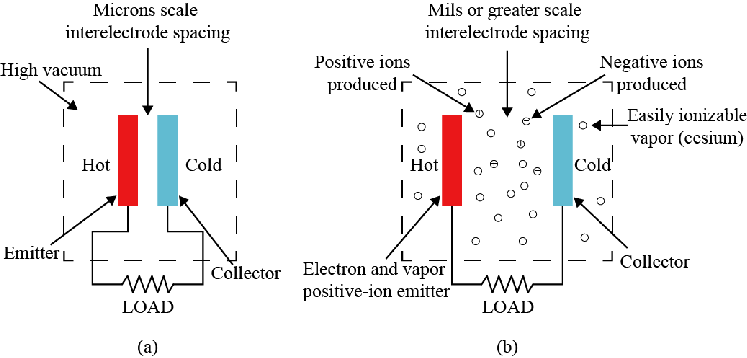 Microns scale
interelectrode spacing
High vacuum
Hot
Cold
Emitter
Collector
LOAD
(a)
Mils or greater scale
interelectrode spacing
Positive ions
produced
Negative ions
produced
Easily ionizable
vapor (cesium)
Hot
Cold
Electron and vapor
positive-ion emitter
Collector
LOAD
(b)